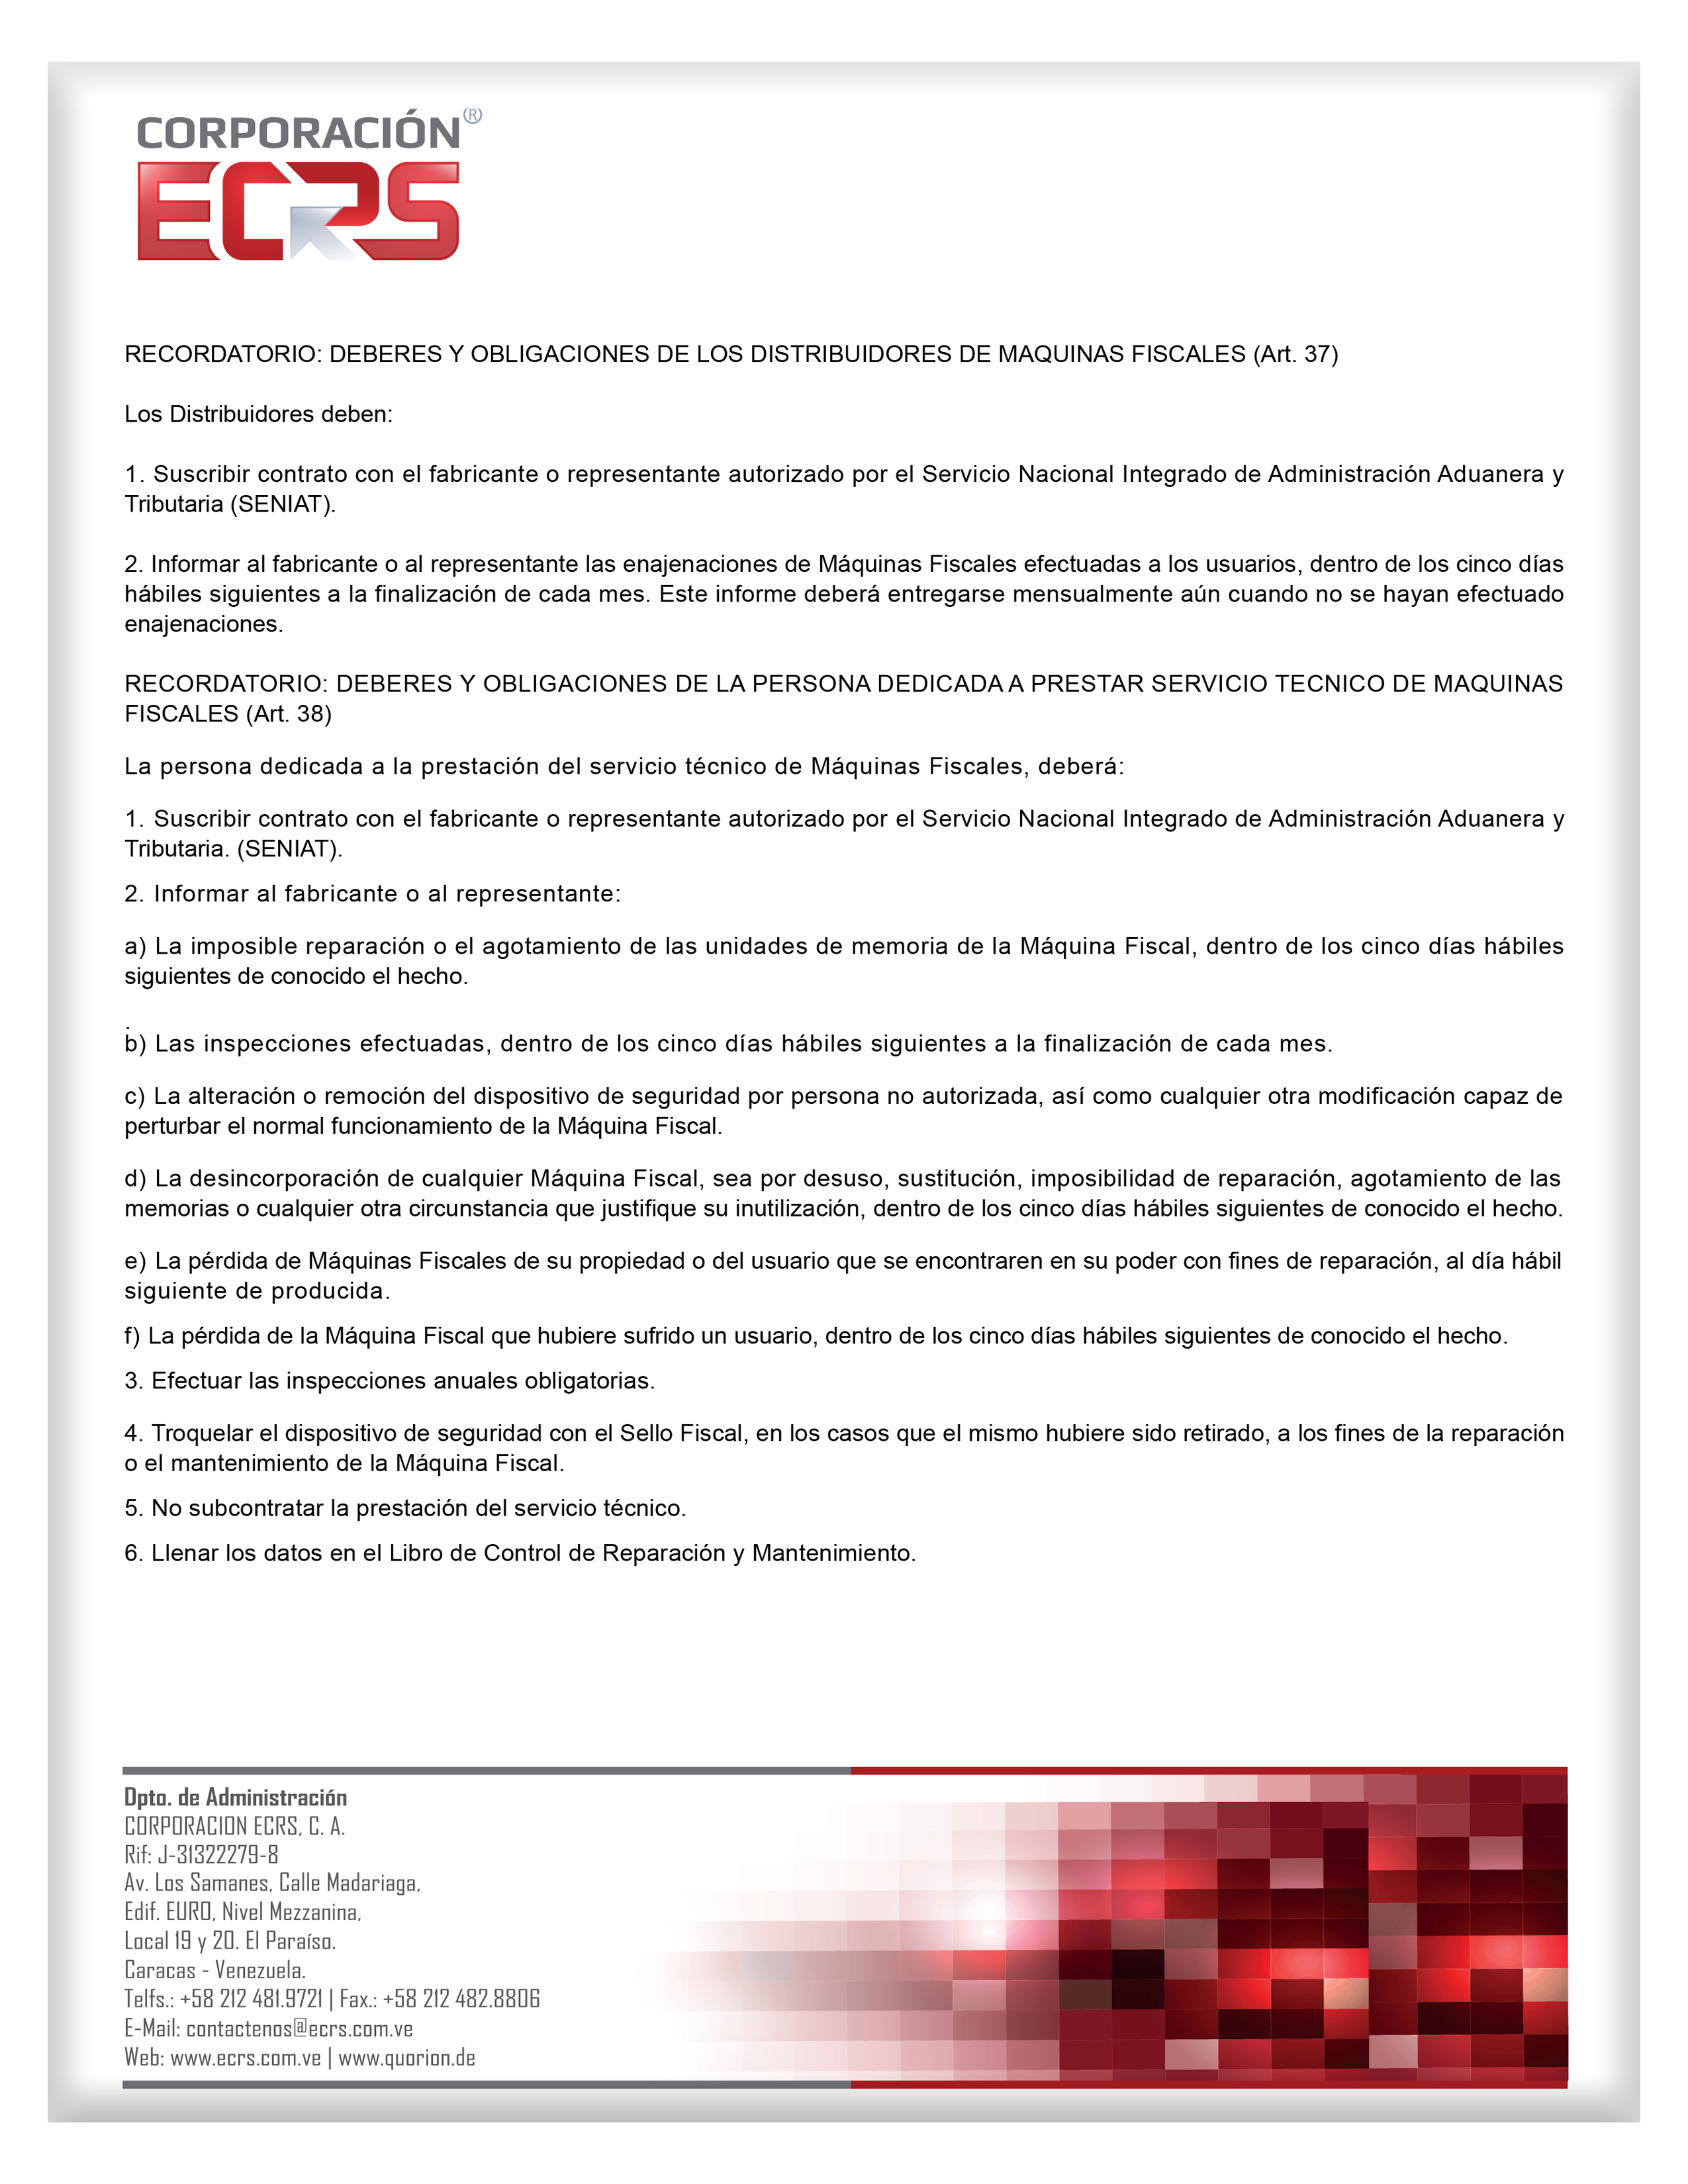 CORPORACIÓN®
ECRS
RECORDATORIO: DEBERES Y OBLIGACIONES DE LOS DISTRIBUIDORES DE MAQUINAS FISCALES (Art. 37)
Los Distribuidores deben:
1. Suscribir contrato con el fabricante o representante autorizado por el Servicio Nacional Integrado de Administración Aduanera y
Tributaria (SENIAT).
2. Informar al fabricante o al representante las enajenaciones de Máquinas Fiscales efectuadas a los usuarios, dentro de los cinco días
hábiles siguientes a la finalización de cada mes. Este informe deberá entregarse mensualmente aún cuando no se hayan efectuado
enajenaciones.
RECORDATORIO: DEBERES Y OBLIGACIONES DE LA PERSONA DEDICADA A PRESTAR SERVICIO TECNICO DE MAQUINAS
FISCALES (Art. 38)
La persona dedicada a la prestación del servicio técnico de Máquinas Fiscales, deberá:
1. Suscribir contrato con el fabricante o representante autorizado por el Servicio Nacional Integrado de Administración Aduanera y
Tributaria. (SENIAT).
2. Informar al fabricante o al representante:
a) La imposible reparación o el agotamiento de las unidades de memoria de la Máquina Fiscal, dentro de los cinco días hábiles
siguientes de conocido el hecho.
.
b) Las inspecciones efectuadas, dentro de los cinco días hábiles siguientes a la finalización de cada mes.
c) La alteración o remoción del dispositivo de seguridad por persona no autorizada, así como cualquier otra modificación capaz de
perturbar el normal funcionamiento de la Máquina Fiscal.
d) La desincorporación de cualquier Máquina Fiscal, sea por desuso, sustitución, imposibilidad de reparación, agotamiento de las
memorias o cualquier otra circunstancia que justifique su inutilización, dentro de los cinco días hábiles siguientes de conocido el hecho.
e) La pérdida de Máquinas Fiscales de su propiedad o del usuario que se encontraren en su poder con fines de reparación, al día hábil
siguiente de producida.
f) La pérdida de la Máquina Fiscal que hubiere sufrido un usuario, dentro de los cinco días hábiles siguientes de conocido el hecho.
3. Efectuar las inspecciones anuales obligatorias.
4. Troquelar el dispositivo de seguridad con el Sello Fiscal, en los casos que el mismo hubiere sido retirado, a los fines de la reparación
o el mantenimiento de la Máquina Fiscal.
5. No subcontratar la prestación del servicio técnico.
6. Llenar los datos en el Libro de Control de Reparación y Mantenimiento.
Dpto. de Administración
CORPORACION ECRS, C. A.
Rif: J-31322279-8
Av. Los Samanes, Calle Madariaga,
Edif. EURO, Nivel Mezzanina,
Local 19 y 20. El Paraíso.
Caracas - Venezuela.
Telfs.: +58 212 481.9721 | Fax.: +58 212 482.8806
E-Mail: contactenos@ecrs.com.ve
Web: www.ecrs.com.ve | www.quorion.de